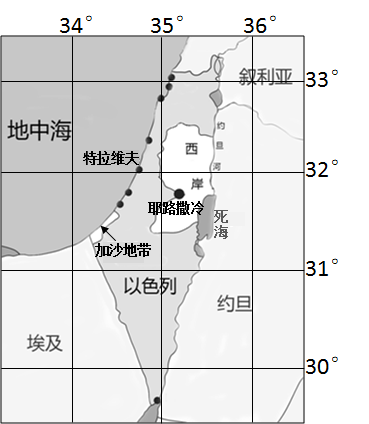 34° 35° 36°
33°
叙利亚
地中海
约旦河
特拉维夫
西岸
32°
耶路撒冷
死海
加沙地带
31°
以色列
约旦
埃及
30°